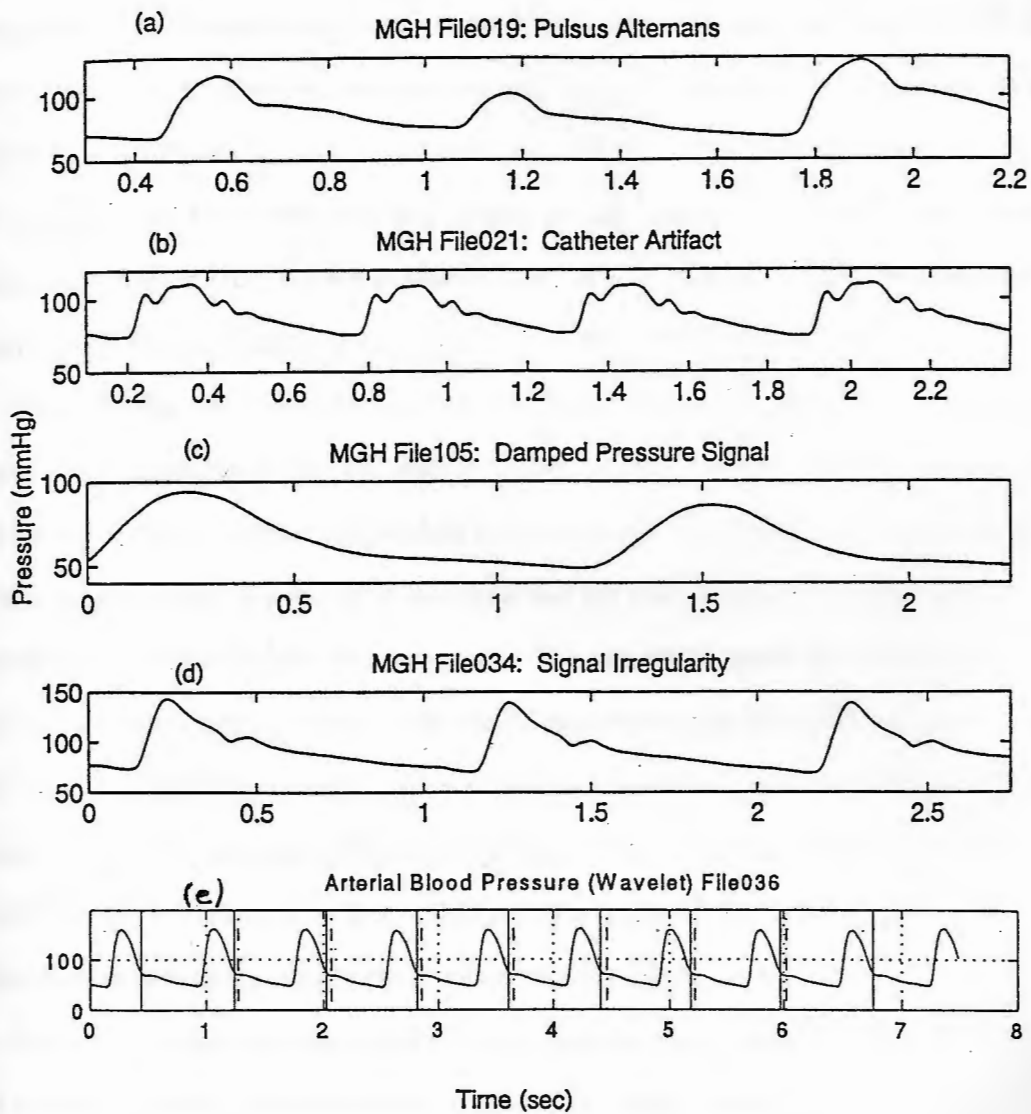 (a)
MGH File019: Pulsus Alternans
100
50
0.4 0.6 0.8 1 1.2 1.4 1.6 1.8 2 2.2
(b)
MGH File021: Catheter Artifact
100
50
0.2 0.4 0.6 0.8 1 1.2 1.4 1.6 1.8 2 2.2
Pressure (mmHg)
(c)
MGH File105: Damped Pressure Signal
100
50
0 0.5 1 1.5 2
(d)
MGH File034: Signal Irregularity
150
100
50
0 0.5 1 1.5 2 2.5
(e)
Arterial Blood Pressure (Wavelet) File036
100
0
0 1 2 3 4 5 6 7 8
Time (sec)